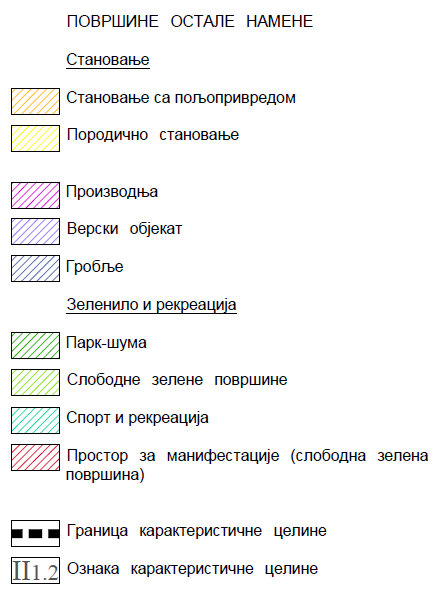 ПОВРШИНЕ ОСТАЛЕ НАМЕНЕ
Становање
Становање са пољопривредом
Породично становање
Производња
Верски објекат
Гробље
Зеленило и рекреација
Парк-шума
Слободне зелене површине
Спорт и рекреација
Простор за манифестације (слободна зелена
површина)
Граница карактеристичне целине
II1.2 Ознака карактеристичне целине